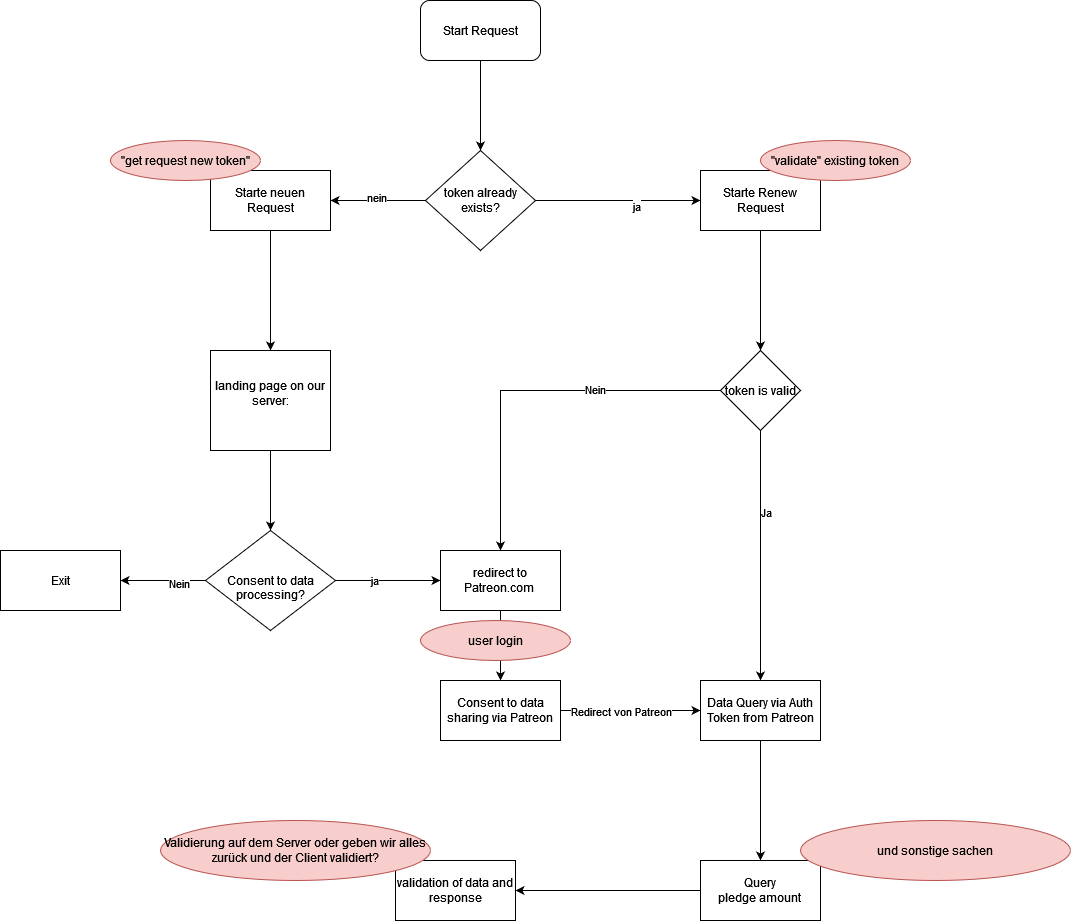 Start Request
"get request new token"
"validate" existing token
Starte neuen
Request
nein
token already
exists?
ja
Starte Renew
Request
landing page on our
server:
Nein
token is valid
Ja
Exit
Nein
Consent to data
processing?
ja
redirect to
Patreon.com
user login
Consent to data
sharing via Patreon
Redirect von Patreon
Data Query via Auth
Token from Patreon
Validierung auf dem Server oder geben wir alles
zurück und der Client validiert?
und sonstige sachen
validation of data and
response
Query
pledge amount